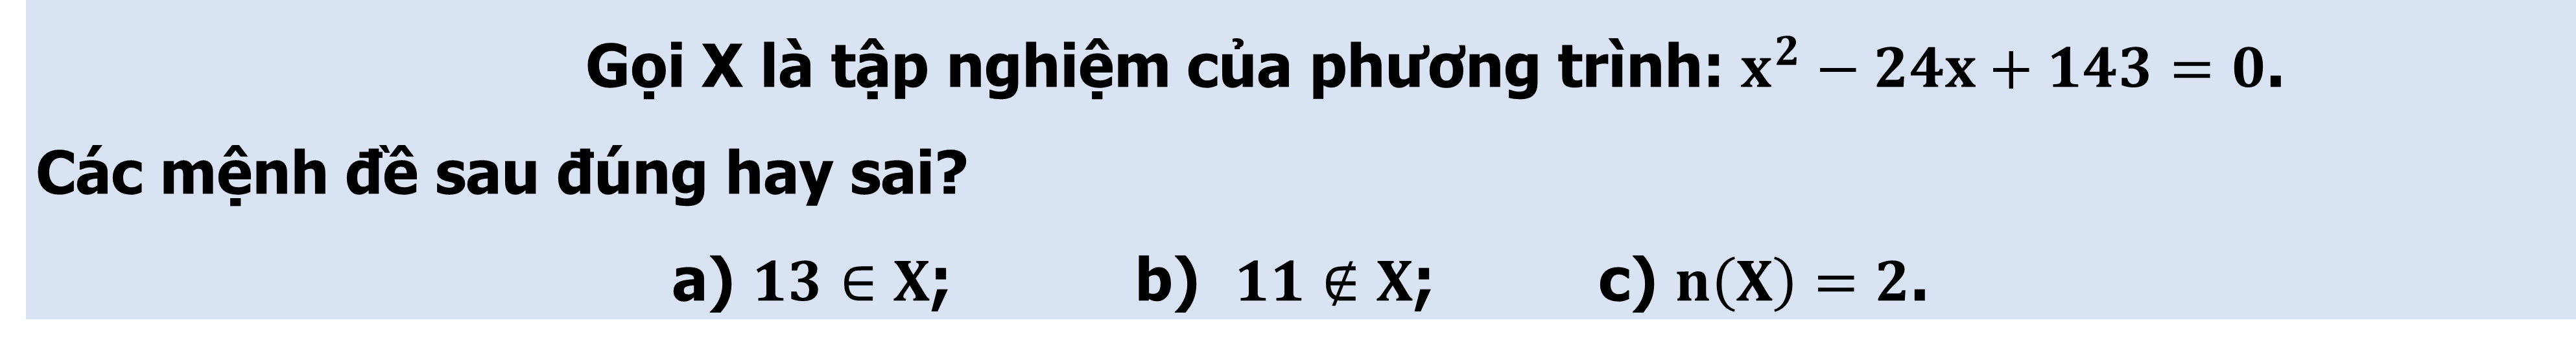 Gọi X là tập nghiệm của phương trình: x² − 24x + 143 = 0.
Các mệnh đề sau đúng hay sai?
a) 13 ∈ X; b) 11 ∉ X; c) n(X) = 2.